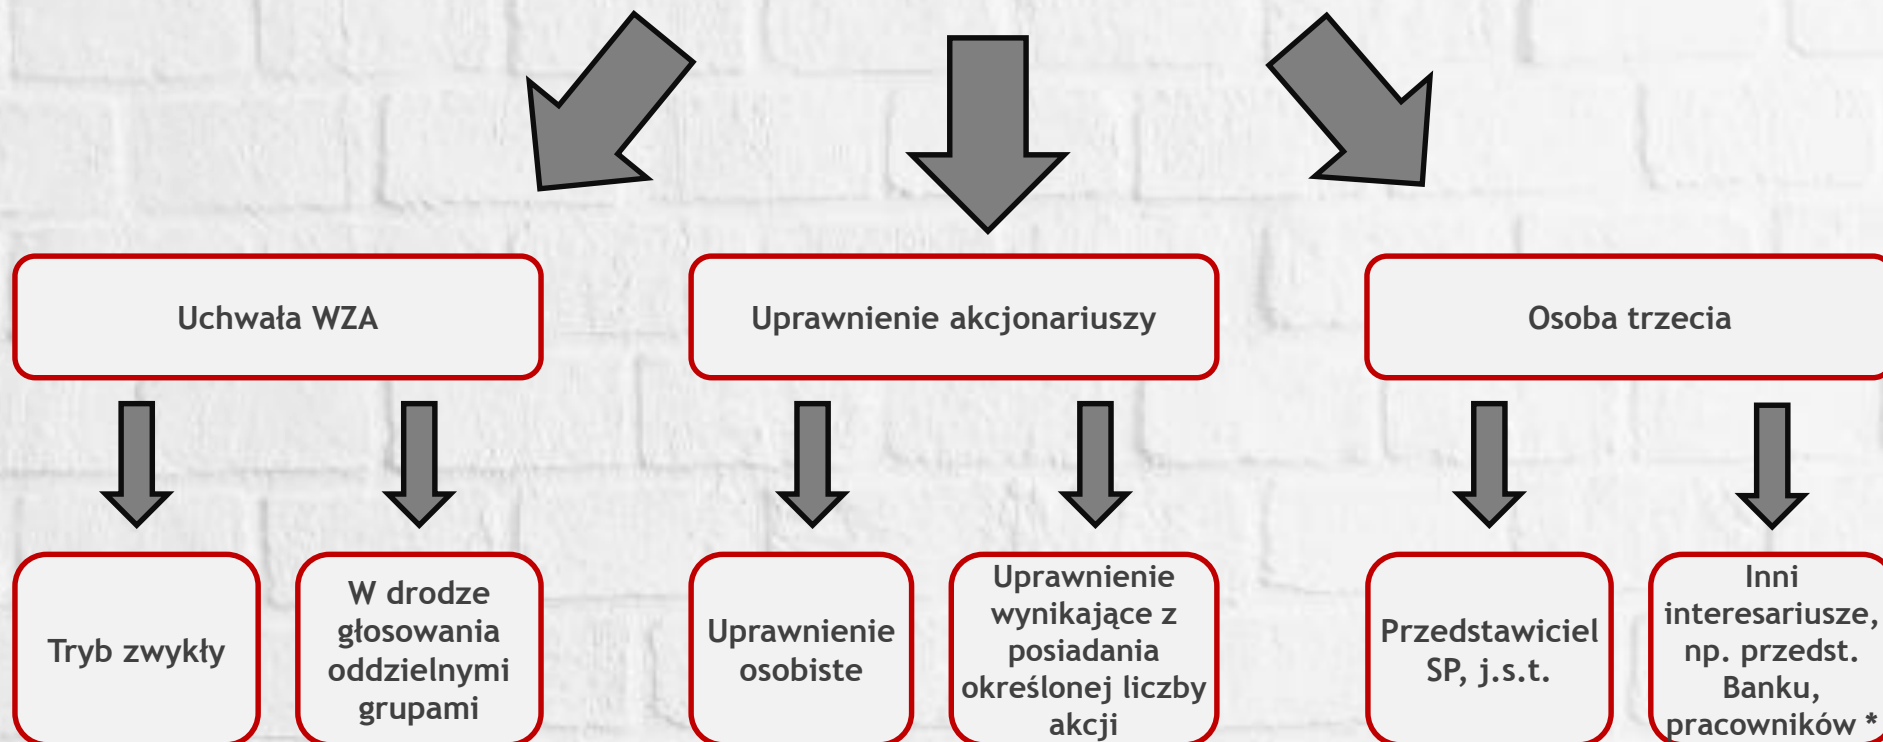 Uchwała WZA
Uprawnienie akcjonariuszy
Osoba trzecia
Tryb zwykły
W drodze
głosowania
oddzielnymi
grupami
Uprawnienie
osobiste
Uprawnienie
wynikające z
posiadania
określonej liczby
akcji
Przedstawiciel
SP, j.s.t.
Inni
interesariusze,
np. przedst.
Banku,
pracowników *